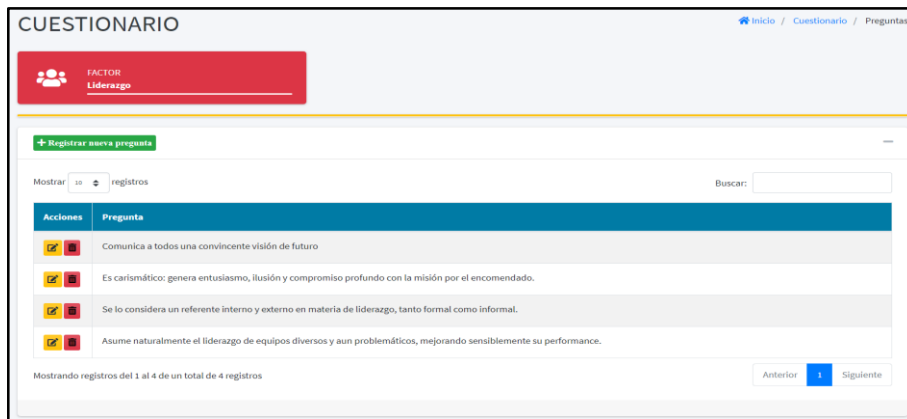 CUESTIONARIO
Inicio / Cuestionario / Preguntas
FACTOR
Liderazgo
Registrar nueva pregunta
Mostrar 10 registros
Buscar:
Acciones Pregunta
Comunica a todos una convincente visión de futuro
Es carismático: genera entusiasmo, ilusión y compromiso profundo con la misión por el encomendado.
Se lo considera un referente interno y externo en materia de liderazgo, tanto formal como informal.
Asume naturalmente el liderazgo de equipos diversos y aun problemáticos, mejorando sensiblemente su performance.
Mostrando registros del 1 al 4 de un total de 4 registros
Anterior 1 Siguiente